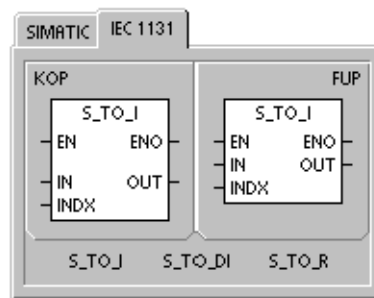 SIMATIC IEC 1131
KOP FUP
S_TO_I S_TO_I
EN ENO EN ENO
IN OUT IN OUT
INDX INDX
S_TO_I S_TO_DI S_TO_R